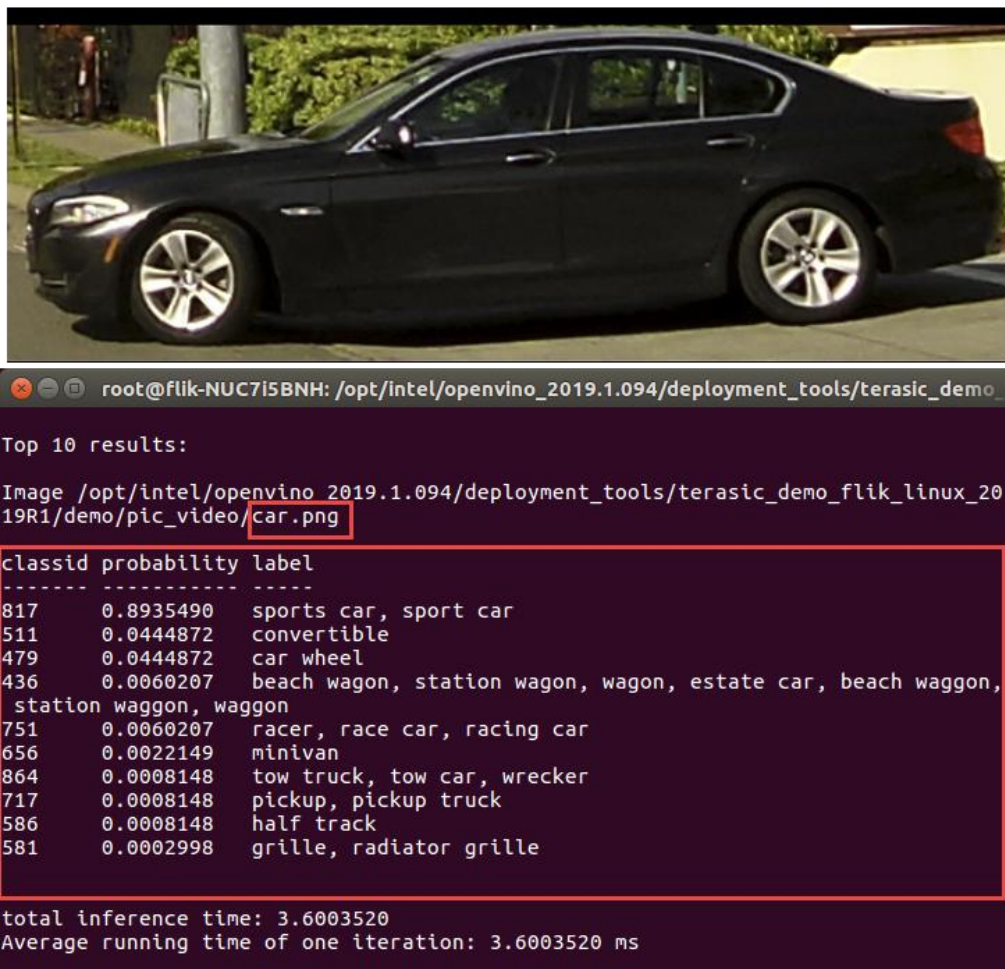 root@flik-NUC7i5BNH: /opt/intel/openvino_2019.1.094/deployment_tools/terasic_demo_
Top 10 results:
Image /opt/intel/openvino_2019.1.094/deployment_tools/terasic_demo_flik_linux_20
19R1/demo/pic_video/car.png
classid probability label
------- ----------- -----
817 0.8935490 sports car, sport car
511 0.0444872 convertible
479 0.0444872 car wheel
436 0.0060207 beach wagon, station wagon, wagon, estate car, beach waggon,
station waggon, waggon
751 0.0060207 racer, race car, racing car
656 0.0022149 minivan
864 0.0008148 tow truck, tow car, wrecker
717 0.0008148 pickup, pickup truck
586 0.0008148 half track
581 0.0002998 grille, radiator grille
total inference time: 3.6003520
Average running time of one iteration: 3.6003520 ms